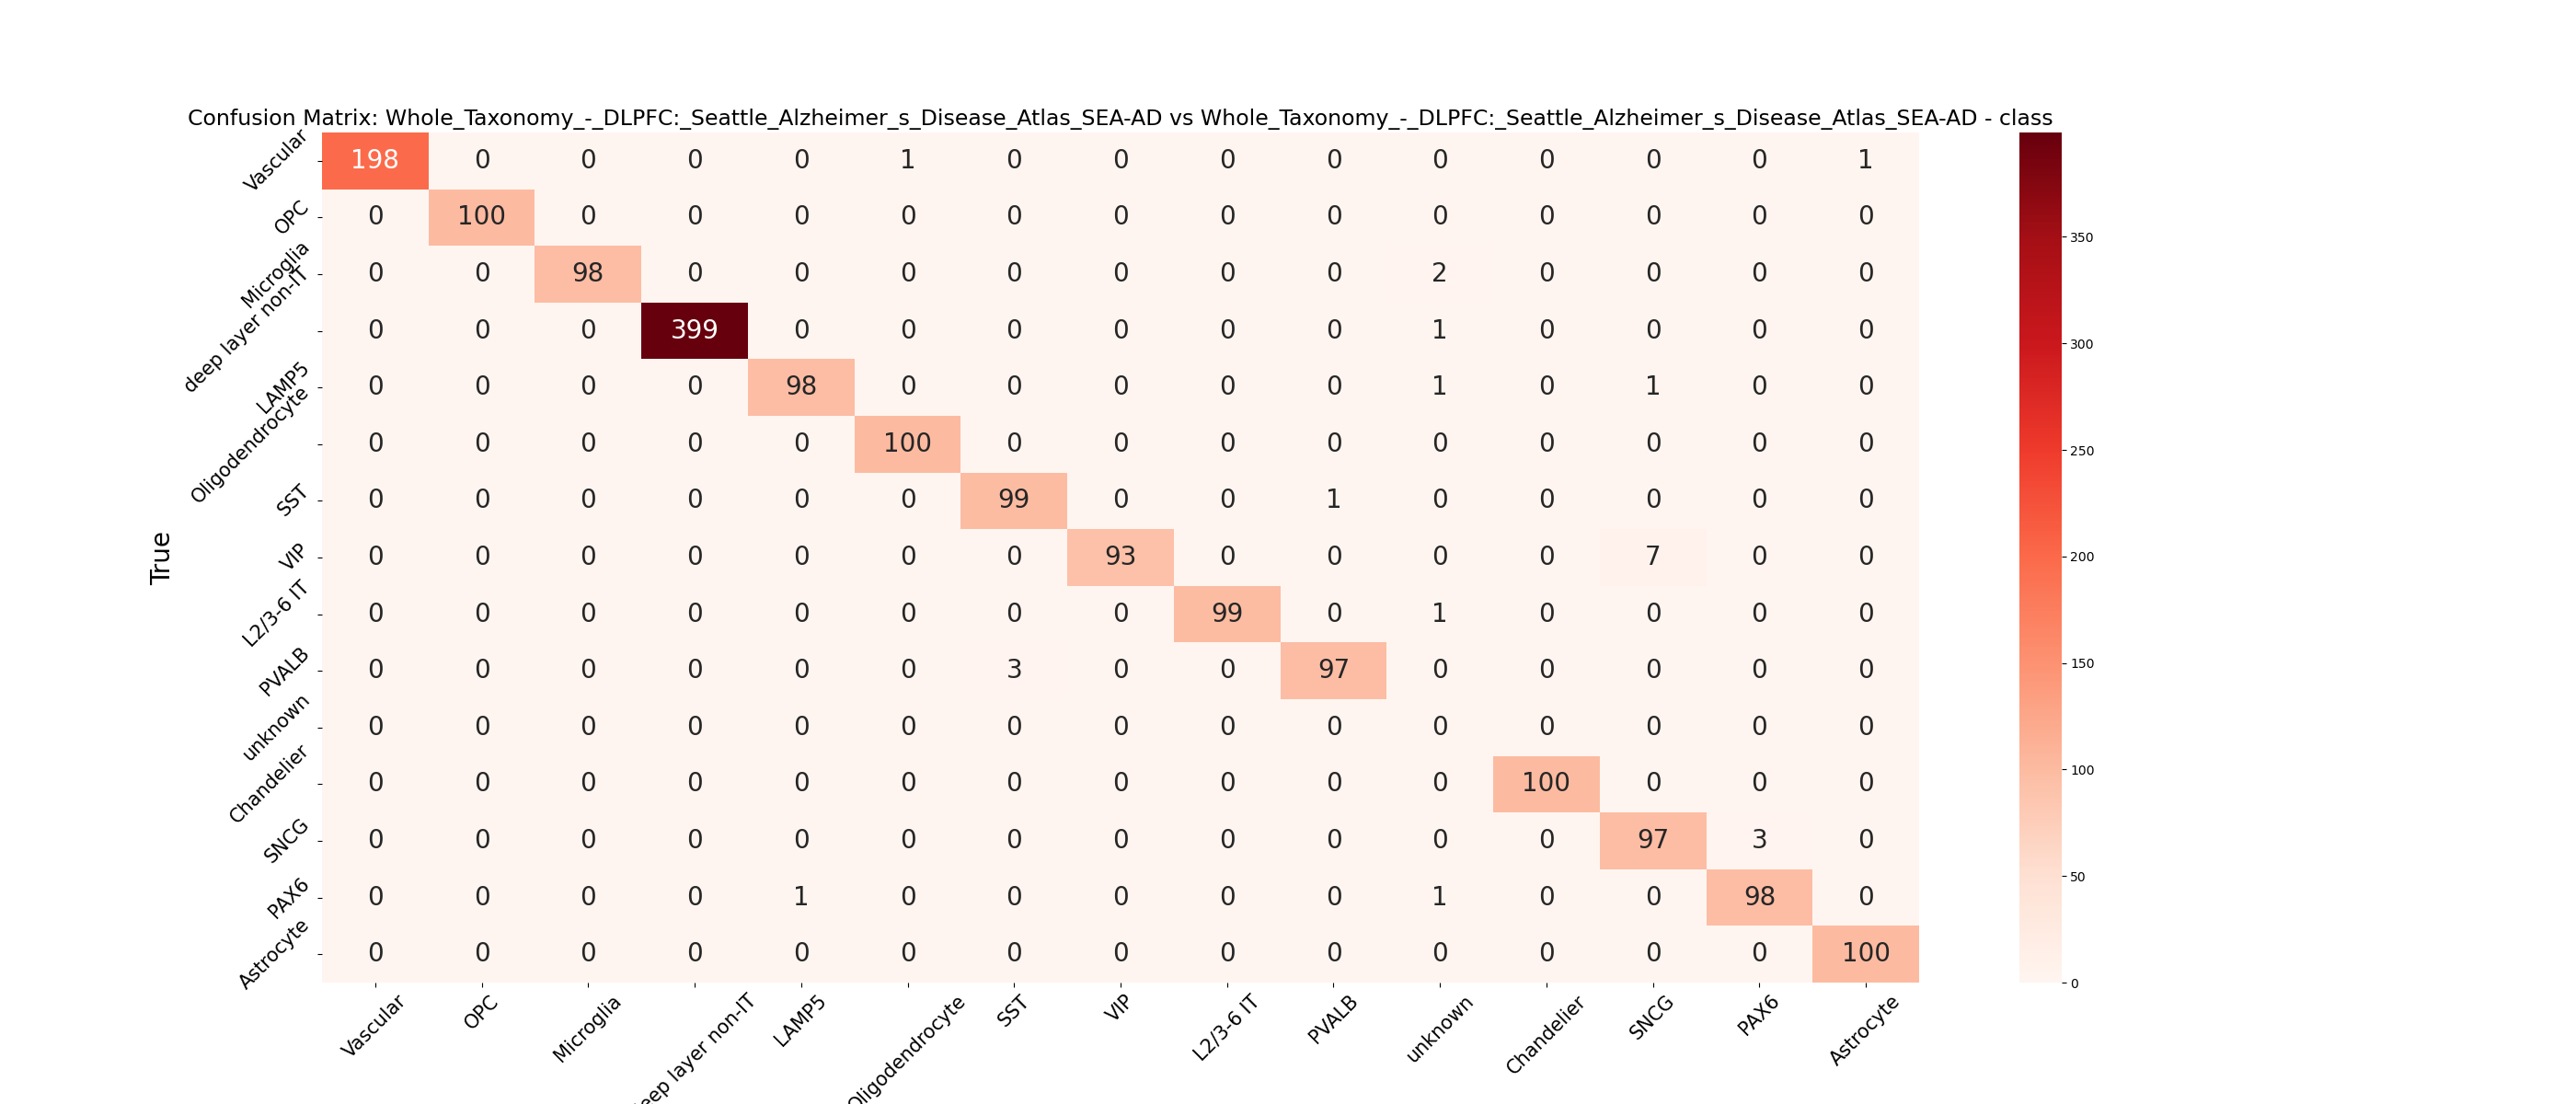 Confusion Matrix: Whole_Taxonomy_-_DLPFC:_Seattle_Alzheimer_s_Disease_Atlas_SEA-AD vs Whole_Taxonomy_-_DLPFC:_Seattle_Alzheimer_s_Disease_Atlas_SEA-AD - class
True
Vascular 198 0 0 0 0 1 0 0 0 0 0 0 0 0 1
OPC 0 100 0 0 0 0 0 0 0 0 0 0 0 0 0
Microglia 0 0 98 0 0 0 0 0 0 0 2 0 0 0 0
deep layer non-IT 0 0 0 399 0 0 0 0 0 0 1 0 0 0 0
LAMP5 0 0 0 0 98 0 0 0 0 0 1 0 1 0 0
Oligodendrocyte 0 0 0 0 0 100 0 0 0 0 0 0 0 0 0
SST 0 0 0 0 0 0 99 0 0 1 0 0 0 0 0
VIP 0 0 0 0 0 0 0 93 0 0 0 0 7 0 0
L2/3-6 IT 0 0 0 0 0 0 0 0 99 0 1 0 0 0 0
PVALB 0 0 0 0 0 0 3 0 0 97 0 0 0 0 0
unknown 0 0 0 0 0 0 0 0 0 0 0 0 0 0 0
Chandelier 0 0 0 0 0 0 0 0 0 0 0 100 0 0 0
SNCG 0 0 0 0 0 0 0 0 0 0 0 0 97 3 0
PAX6 0 0 0 0 1 0 0 0 0 0 1 0 0 98 0
Astrocyte 0 0 0 0 0 0 0 0 0 0 0 0 0 0 100
Vascular OPC Microglia eep layer non-IT LAMP5 Oligodendrocyte SST VIP L2/3-6 IT PVALB unknown Chandelier SNCG PAX6 Astrocyte
350
300
250
200
150
100
50
0